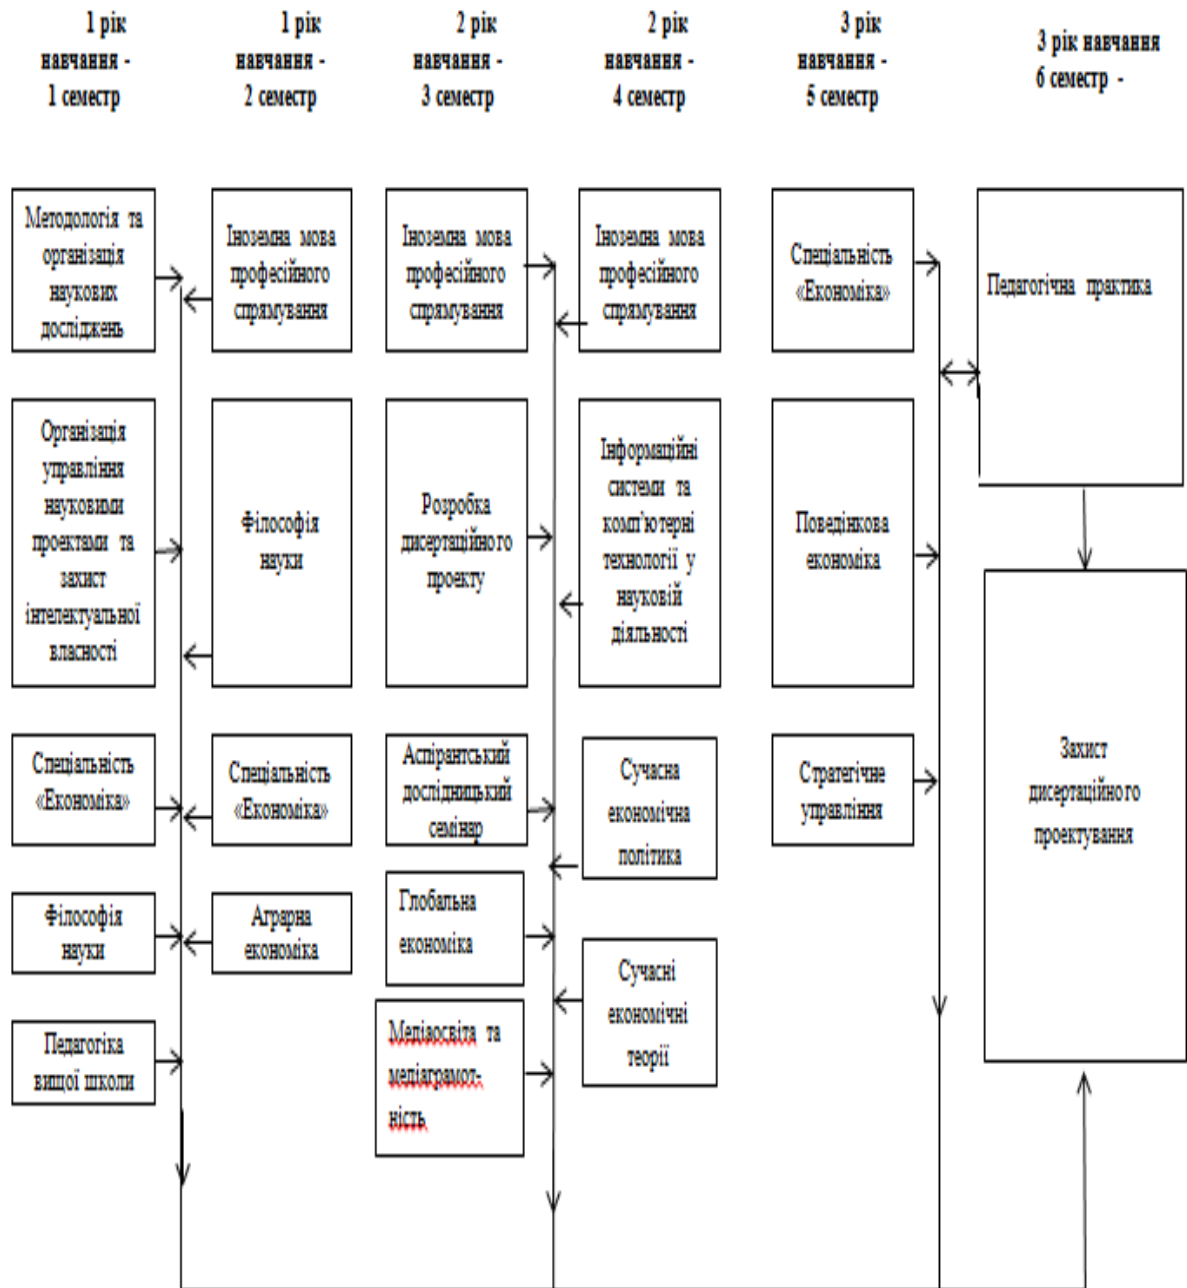 1 рік
навчання -
1 семестр
1 рік
навчання -
2 семестр
2 рік
навчання -
3 семестр
2 рік
навчання -
4 семестр
3 рік
навчання -
5 семестр
3 рік навчання
6 семестр -
Методологія та
організація
наукових
досліджень
Організація
управління
науковими
проектами та
захист
інтелектуальної
власності
Спеціальність
«Економіка»
Філософія
науки
Педагогіка
вищої школи
Іноземна мова
професійного
спрямування
Філософія
науки
Спеціальність
«Економіка»
Аграрна
економіка
Іноземна мова
професійного
спрямування
Розробка
дисертаційного
проекту
Аспірантський
дослідницький
семінар
Глобальна
економіка
Медіаосвіта та
медіаграмот-
ність
Іноземна мова
професійного
спрямування
Інформаційні
системи та
комп'ютерні
технології у
науковій
діяльності
Сучасна
економічна
політика
Сучасні
економічні
теорії
Спеціальність
«Економіка»
Поведінкова
економіка
Стратегічне
управління
Педагогічна практика
Захист
дисертаційного
проектування